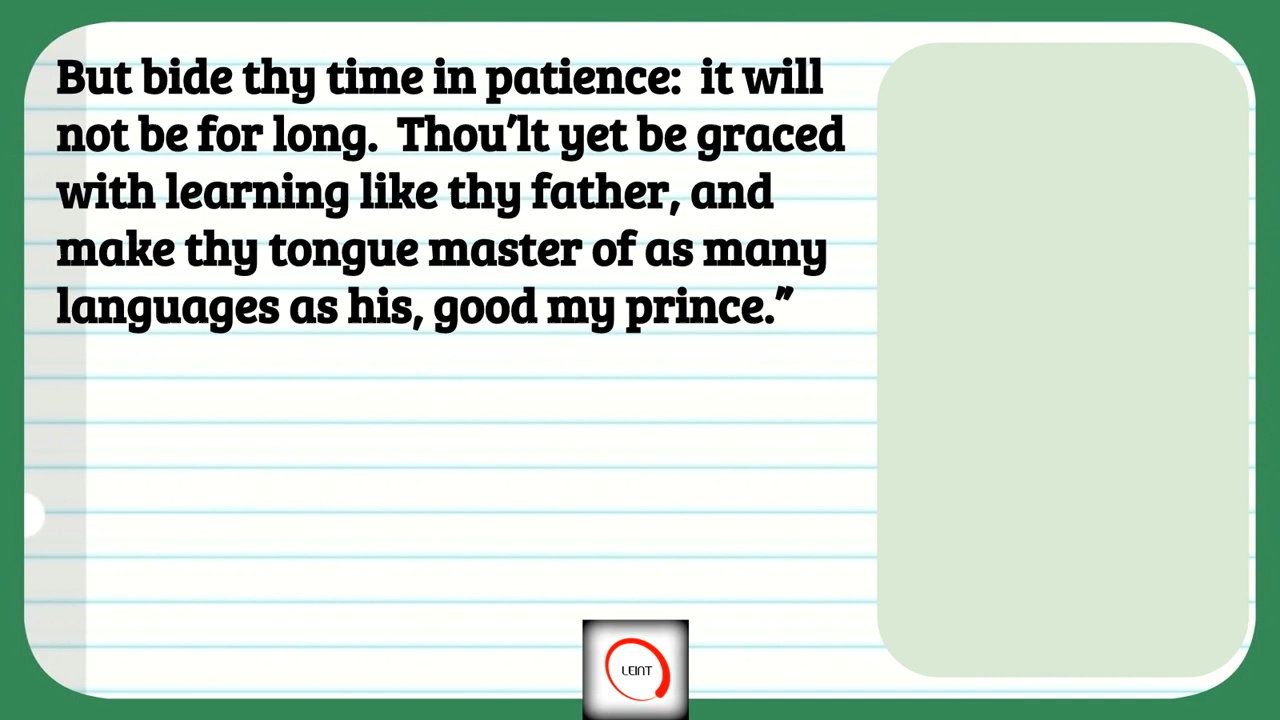 But bide thy time in patience:  it will
not be for long.  Thou’lt yet be graced
with learning like thy father, and
make thy tongue master of as many
languages as his, good my prince.”
LEINT